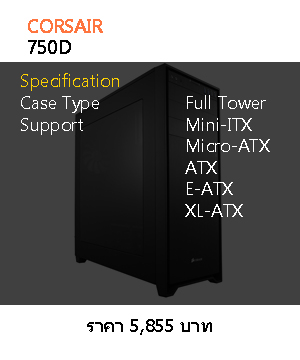 CORSAIR
750D
Specification
Case Type Full Tower
Support Mini-ITX
Micro-ATX
ATX
E-ATX
XL-ATX
ราคา 5,855 บาท